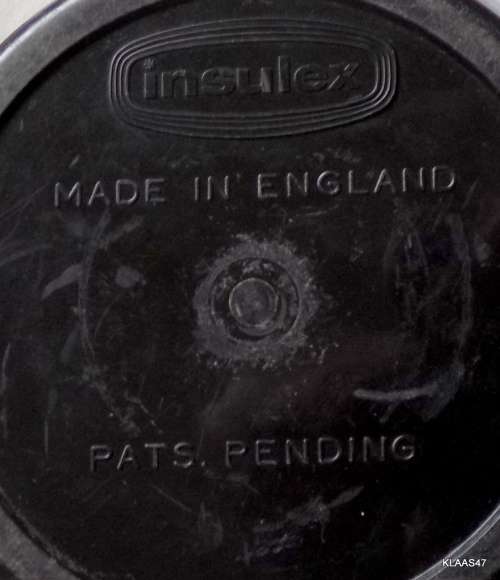 insulex
MADE IN ENGLAND
PATS. PENDING
KLAAS47